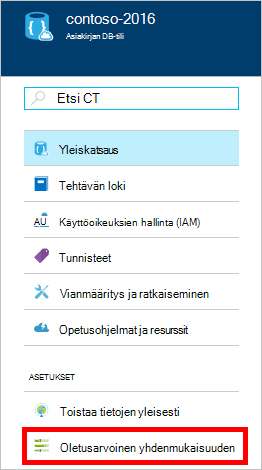 contoso-2016
Asiakirjan DB-tili
Etsi CT
Yleiskatsaus
Tehtävän loki
AU Käyttöoikeuksien hallinta (IAM)
Tunnisteet
Vianmääritys ja ratkaiseminen
Opetusohjelmat ja resurssit
ASETUKSET
Toistaa tietojen yleisesti
Oletusarvoinen yhdenmukaisuuden